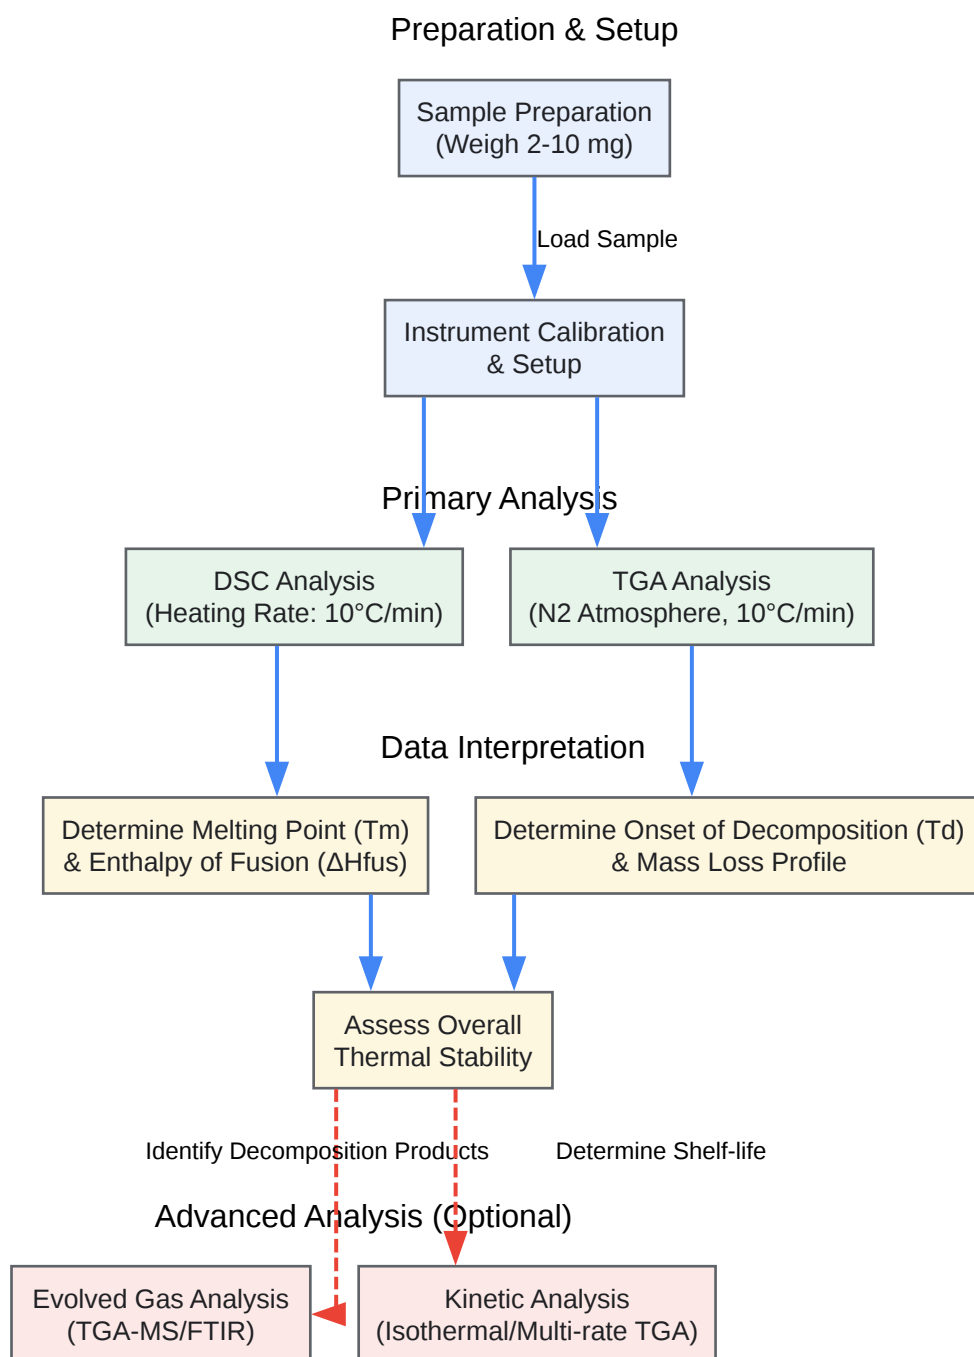 Preparation & Setup
Sample Preparation
(Weigh 2-10 mg)
Load Sample
Instrument Calibration
& Setup
Primary Analysis
DSC Analysis
(Heating Rate: 10°C/min)
TGA Analysis
(N2 Atmosphere, 10°C/min)
Data Interpretation
Determine Melting Point (Tm)
& Enthalpy of Fusion (ΔHfus)
Determine Onset of Decomposition (Td)
& Mass Loss Profile
Assess Overall
Thermal Stability
Identify Decomposition Products
Determine Shelf-life
Advanced Analysis (Optional)
Evolved Gas Analysis
(TGA-MS/FTIR)
Kinetic Analysis
(Isothermal/Multi-rate TGA)